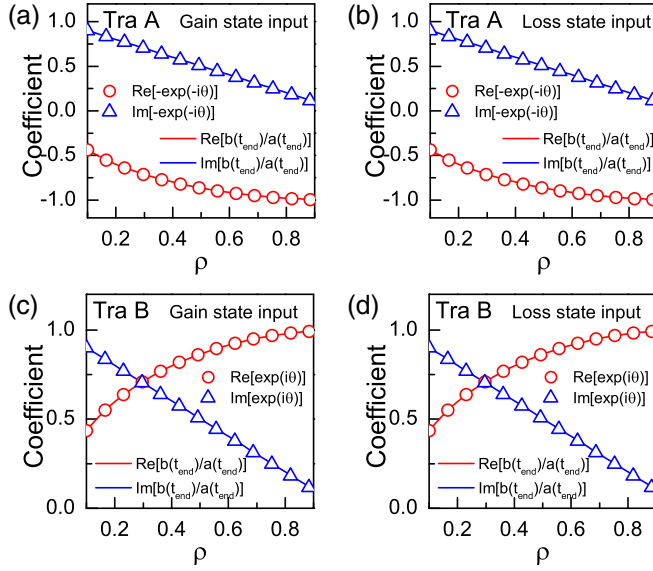 (a)
Tra A Gain state input
Coefficient
1.0
0.5
0.0
-0.5
-1.0
Re[-exp(-iθ)]
Im[-exp(-iθ)]
Re[b(t_end)/a(t_end)]
Im[b(t_end)/a(t_end)]
0.2 0.4 0.6 0.8
ρ
(b)
Tra A Loss state input
Coefficient
1.0
0.5
0.0
-0.5
-1.0
Re[-exp(-iθ)]
Im[-exp(-iθ)]
Re[b(t_end)/a(t_end)]
Im[b(t_end)/a(t_end)]
0.2 0.4 0.6 0.8
ρ
(c)
Tra B Gain state input
Coefficient
1.0
0.5
0.0
Re[exp(iθ)]
Im[exp(iθ)]
Re[b(t_end)/a(t_end)]
Im[b(t_end)/a(t_end)]
0.2 0.4 0.6 0.8
ρ
(d)
Tra B Loss state input
Coefficient
1.0
0.5
0.0
Re[exp(iθ)]
Im[exp(iθ)]
Re[b(t_end)/a(t_end)]
Im[b(t_end)/a(t_end)]
0.2 0.4 0.6 0.8
ρ